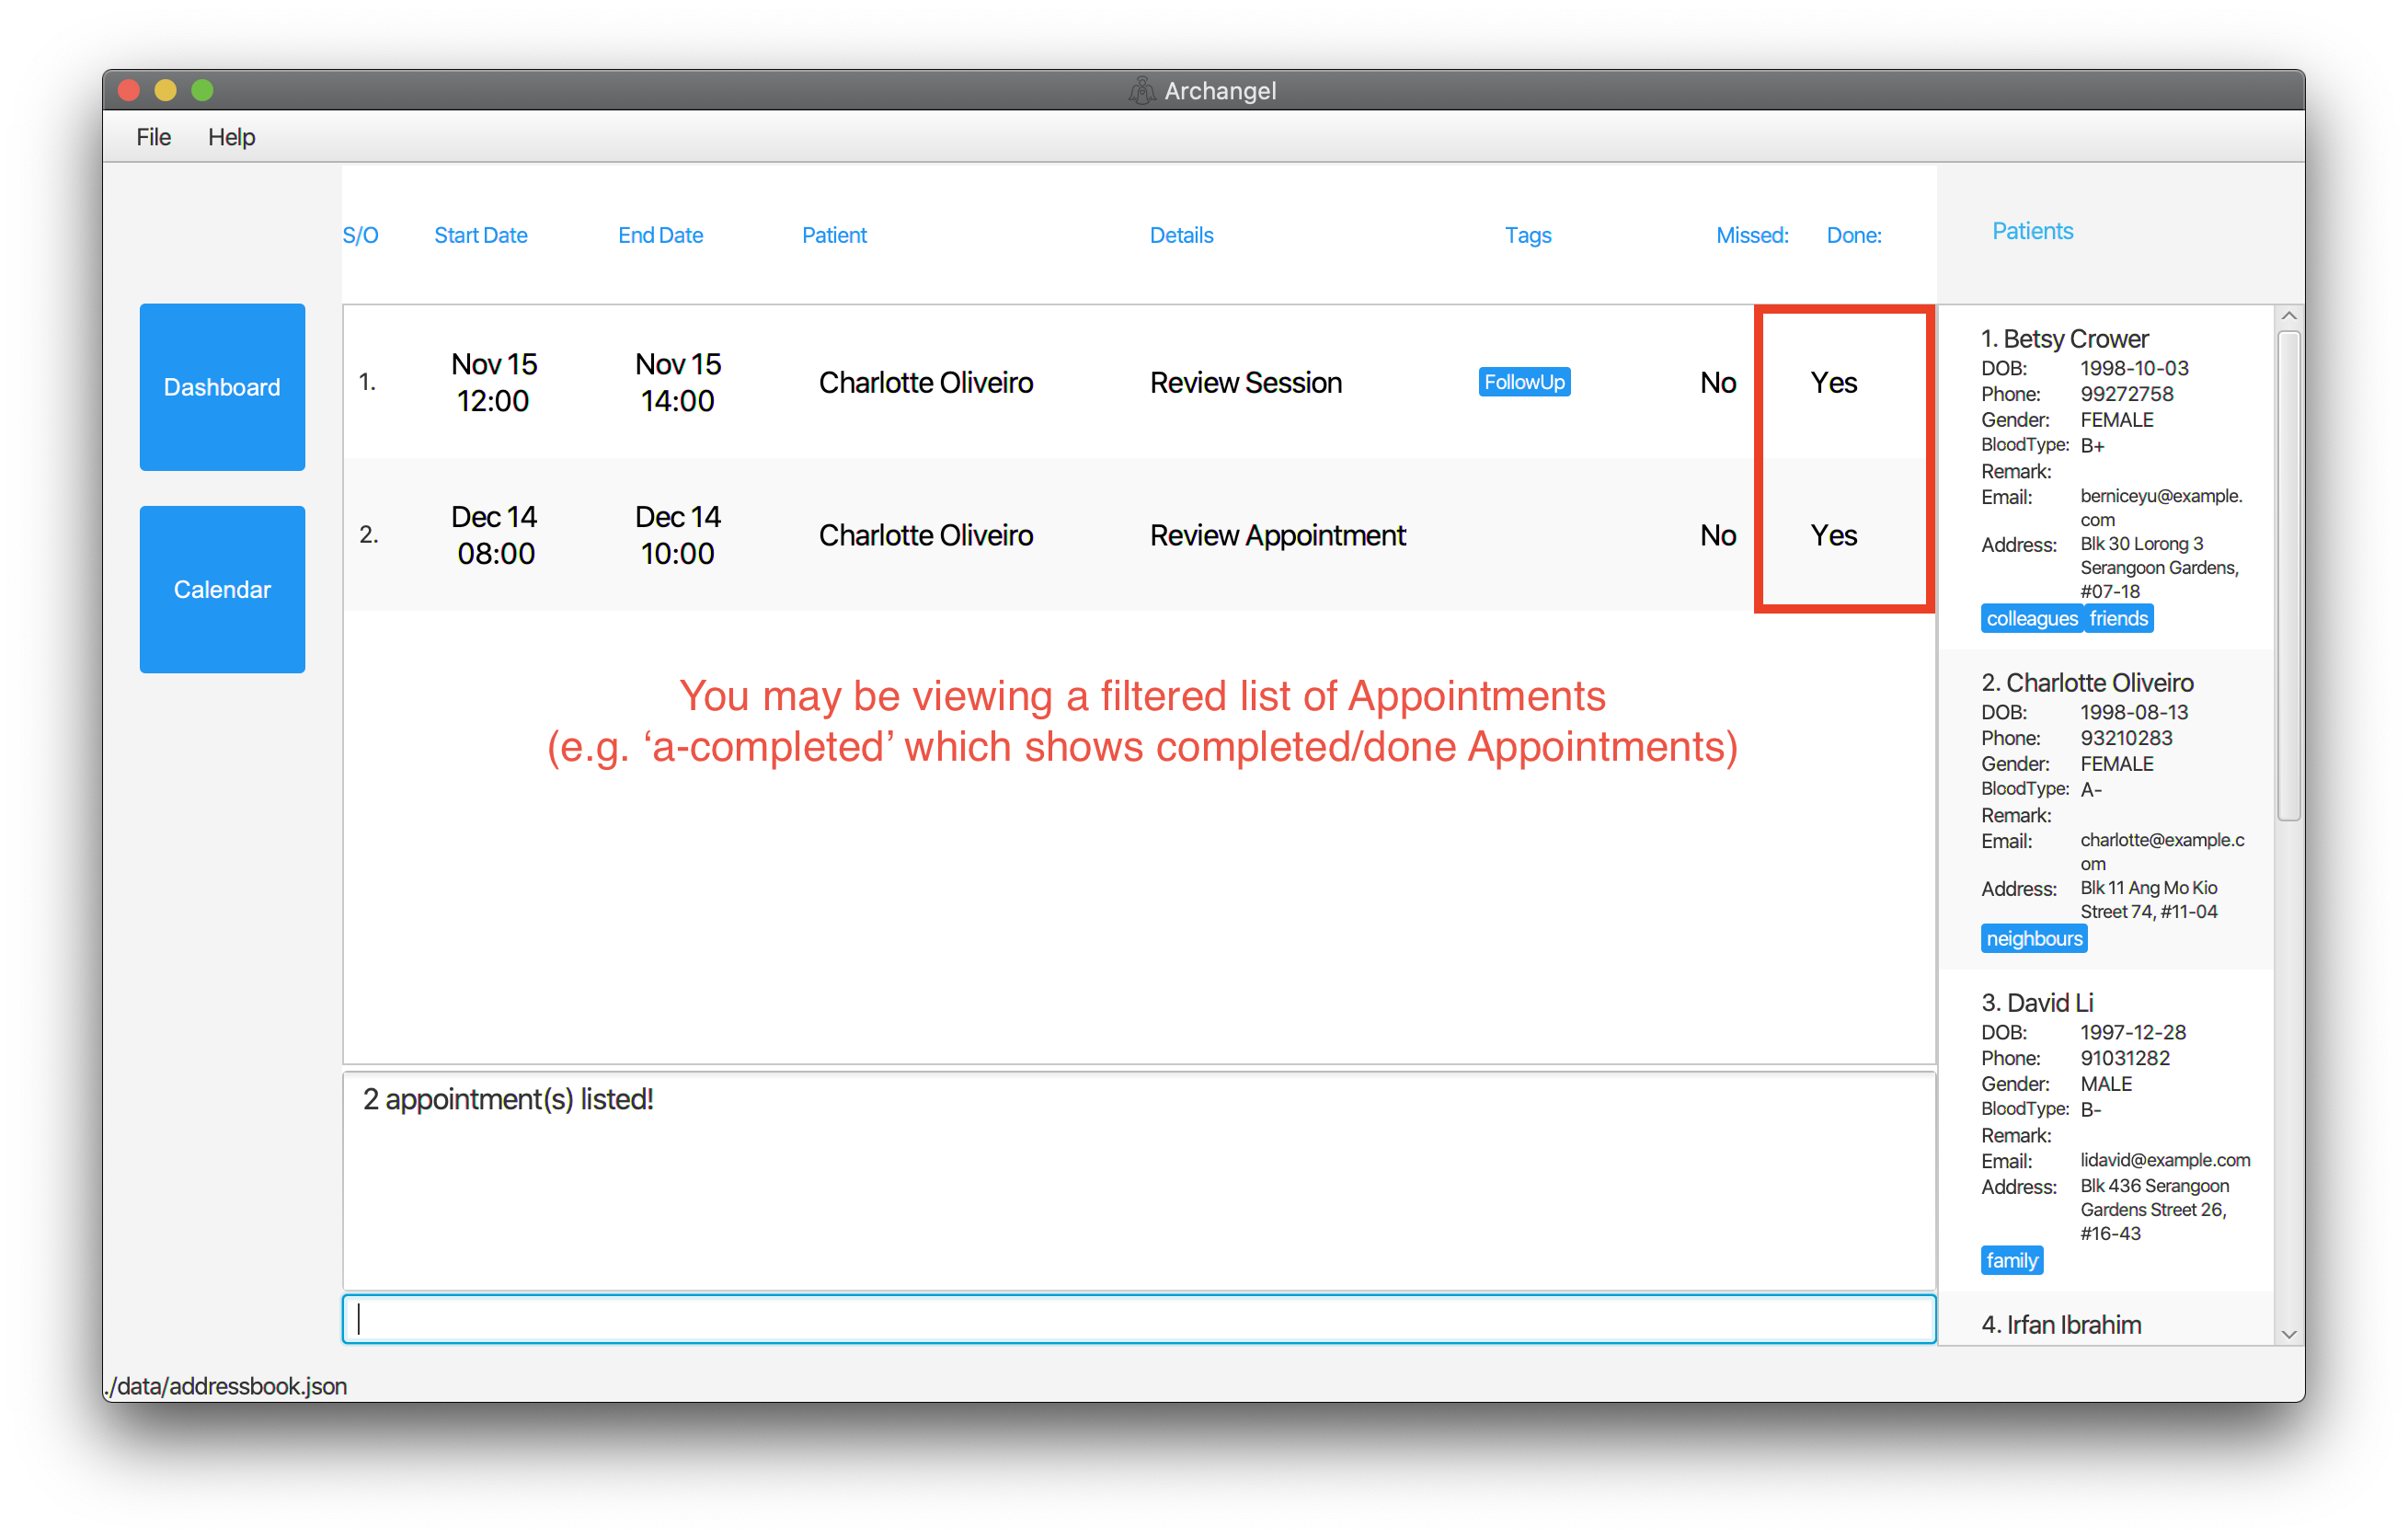 Archangel
File Help
S/O Start Date End Date Patient Details Tags Missed: Done: Patients
Dashboard
Calendar
1. Nov 15 12:00 Nov 15 14:00 Charlotte Oliveiro Review Session FollowUp No Yes
2. Dec 14 08:00 Dec 14 10:00 Charlotte Oliveiro Review Appointment No Yes
You may be viewing a filtered list of Appointments
(e.g. ‘a-completed’ which shows completed/done Appointments)
2 appointment(s) listed!
1. Betsy Crower
DOB: 1998-10-03
Phone: 99272758
Gender: FEMALE
BloodType: B+
Remark:
Email: berniceyu@example.
com
Address: Blk 30 Lorong 3
Serangoon Gardens,
#07-18
colleagues friends
2. Charlotte Oliveiro
DOB: 1998-08-13
Phone: 93210283
Gender: FEMALE
BloodType: A-
Remark:
Email: charlotte@example.c
om
Address: Blk 11 Ang Mo Kio
Street 74, #11-04
neighbours
3. David Li
DOB: 1997-12-28
Phone: 91031282
Gender: MALE
BloodType: B-
Remark:
Email: lidavid@example.com
Address: Blk 436 Serangoon
Gardens Street 26,
#16-43
family
4. Irfan Ibrahim
./data/addressbook.json